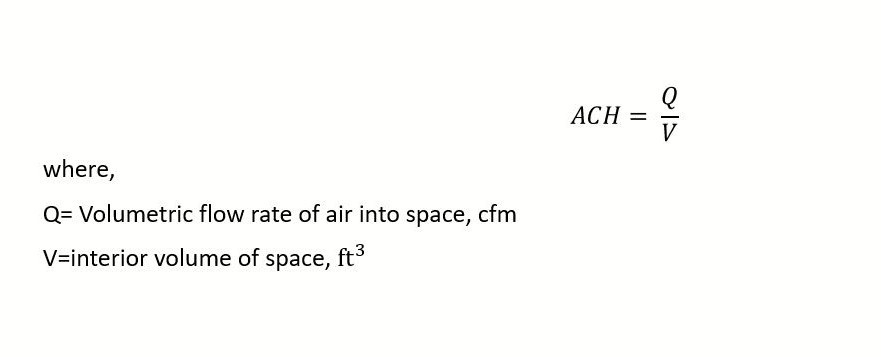 ACH = Q/V
where,
Q= Volumetric flow rate of air into space, cfm
V=interior volume of space, ft³